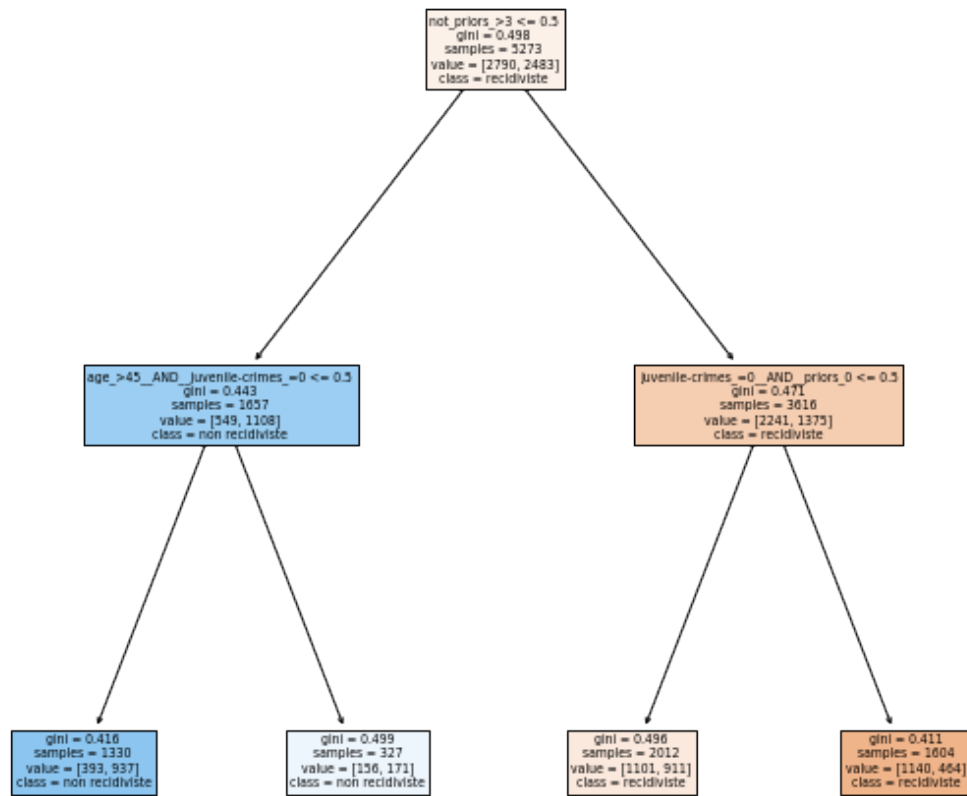 not_priors_>3 <= 0.5
gini = 0.498
samples = 5273
value = [2790, 2483]
class = recidiviste
age_>45__AND__juvenile-crimes_=0 <= 0.5
gini = 0.443
samples = 1657
value = [549, 1108]
class = non recidiviste
juvenile-crimes_=0__AND__priors_0 <= 0.5
gini = 0.471
samples = 3616
value = [2241, 1375]
class = recidiviste
gini = 0.416
samples = 1330
value = [393, 937]
class = non recidiviste
gini = 0.499
samples = 327
value = [156, 171]
class = non recidiviste
gini = 0.496
samples = 2012
value = [1101, 911]
class = recidiviste
gini = 0.411
samples = 1604
value = [1140, 464]
class = recidiviste